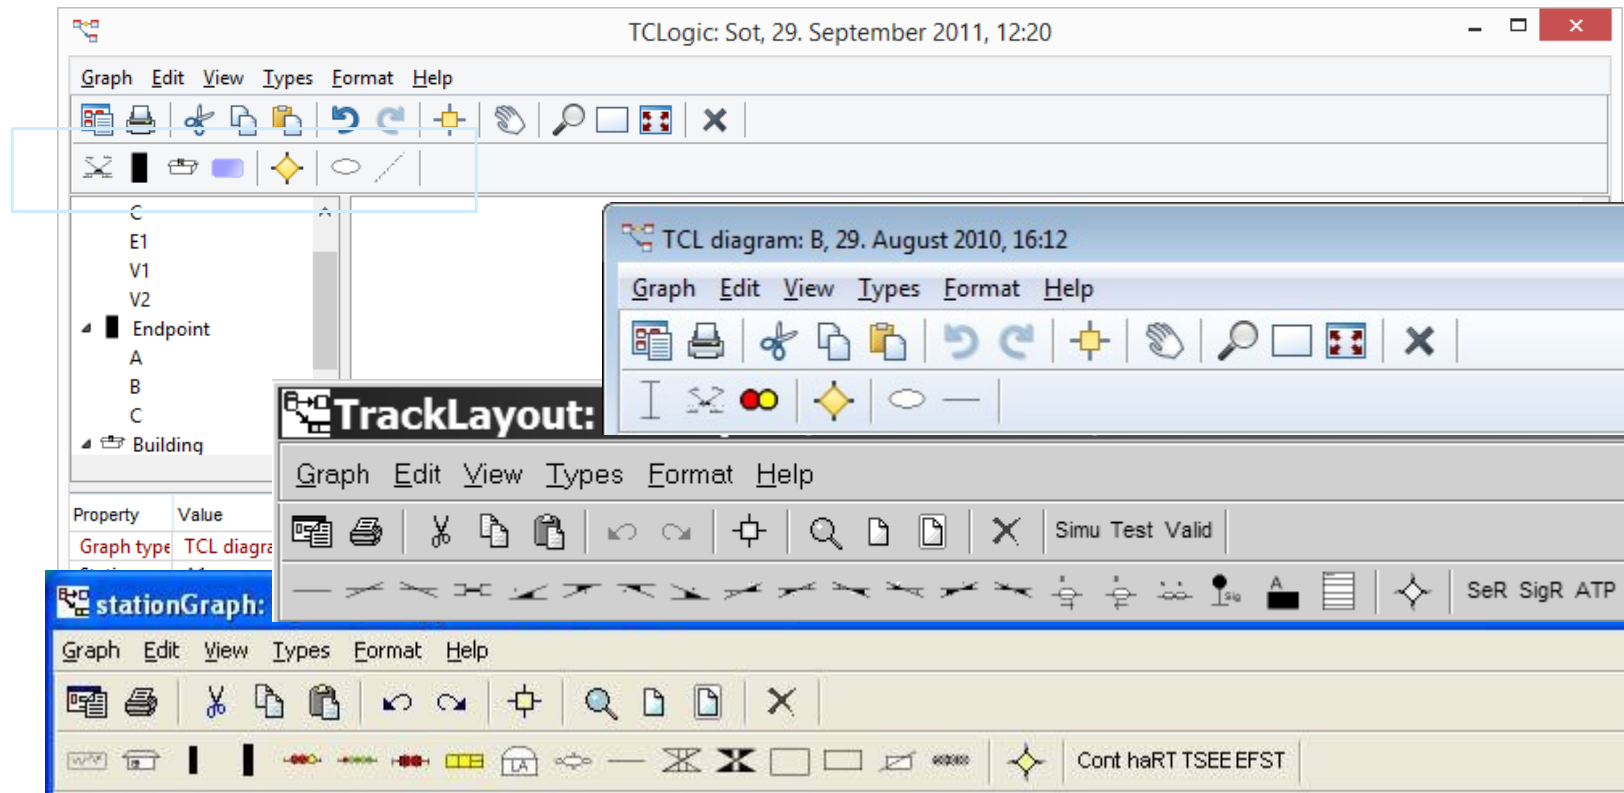 TCLogic: Sot, 29. September 2011, 12:20
Graph Edit View Types Format Help
C
E1
V1
V2
Endpoint
A
B
C
Building
Property Value
Graph type TCL diagra
TCL diagram: B, 29. August 2010, 16:12
Graph Edit View Types Format Help
TrackLayout:
Graph Edit View Types Format Help
Simu Test Valid
Sig
A
SeR SigR ATP
stationGraph:
Graph Edit View Types Format Help
LA
Cont haRT TSEE EFST